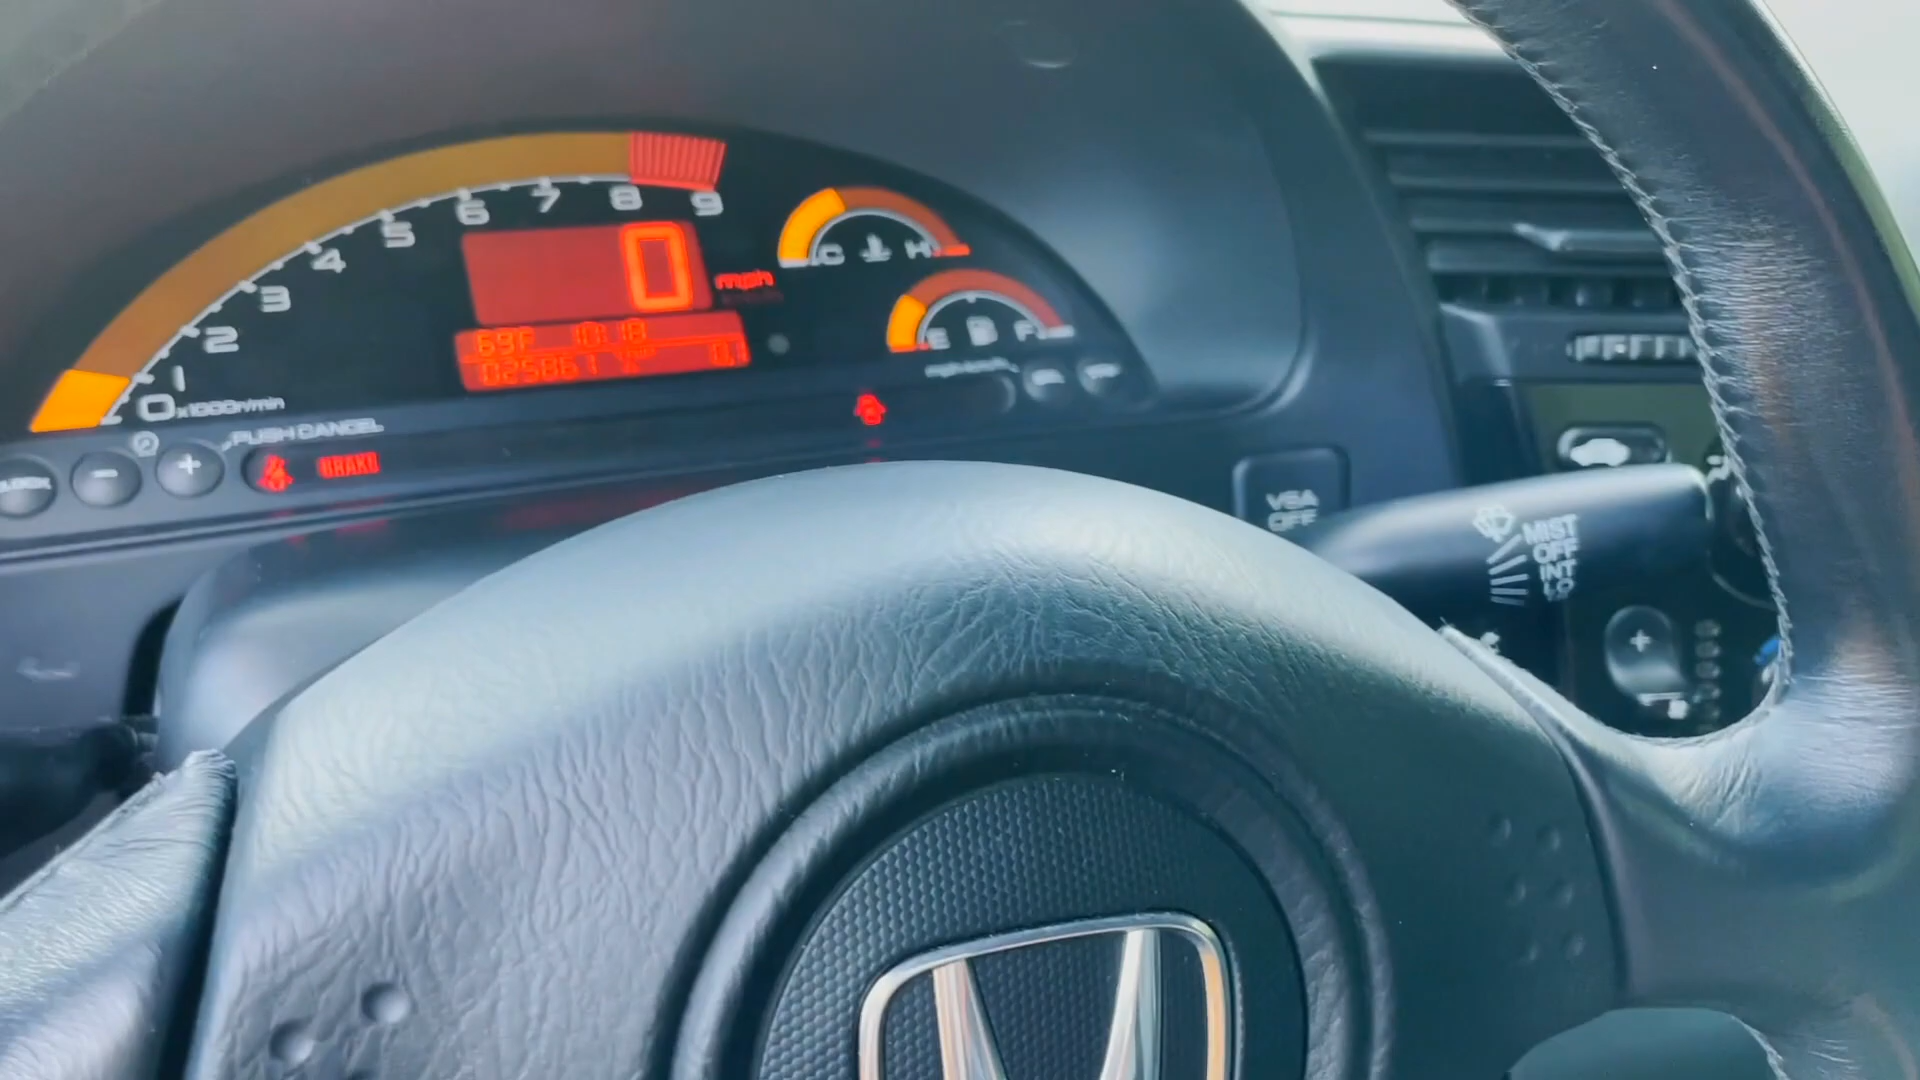 0 1 2 3 4 5 6 7 8 9
x1000r/min
0 mph
69F 10:18
025861
C H
E F
PUSH CANCEL
- +
BRAKE
VSA
OFF
MIST
OFF
INT
LO
+